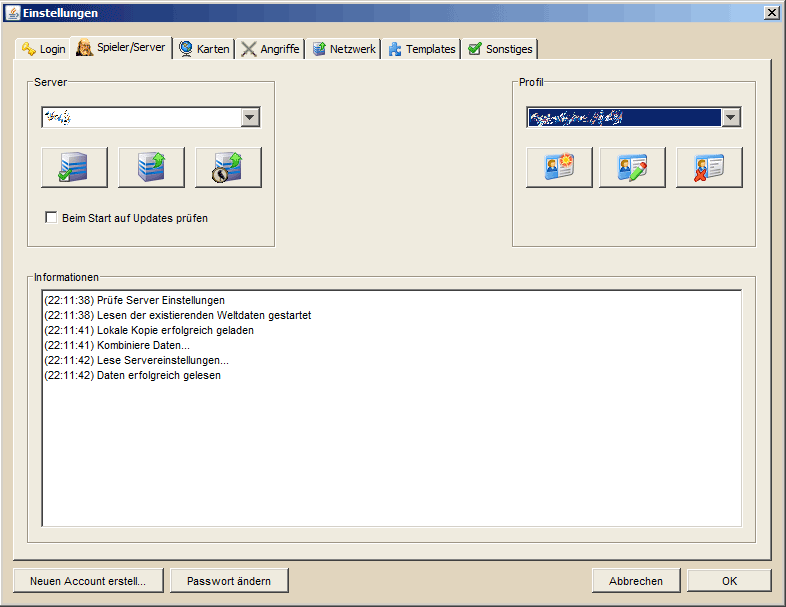 Einstellungen
Login Spieler/Server Karten Angriffe Netzwerk Templates Sonstiges
Server Profil
Beim Start auf Updates prüfen
Informationen
(22:11:38) Prüfe Server Einstellungen
(22:11:38) Lesen der existierenden Weltdaten gestartet
(22:11:41) Lokale Kopie erfolgreich geladen
(22:11:41) Kombiniere Daten...
(22:11:42) Lese Servereinstellungen...
(22:11:42) Daten erfolgreich gelesen
Neuen Account erstell... Passwort ändern Abbrechen OK